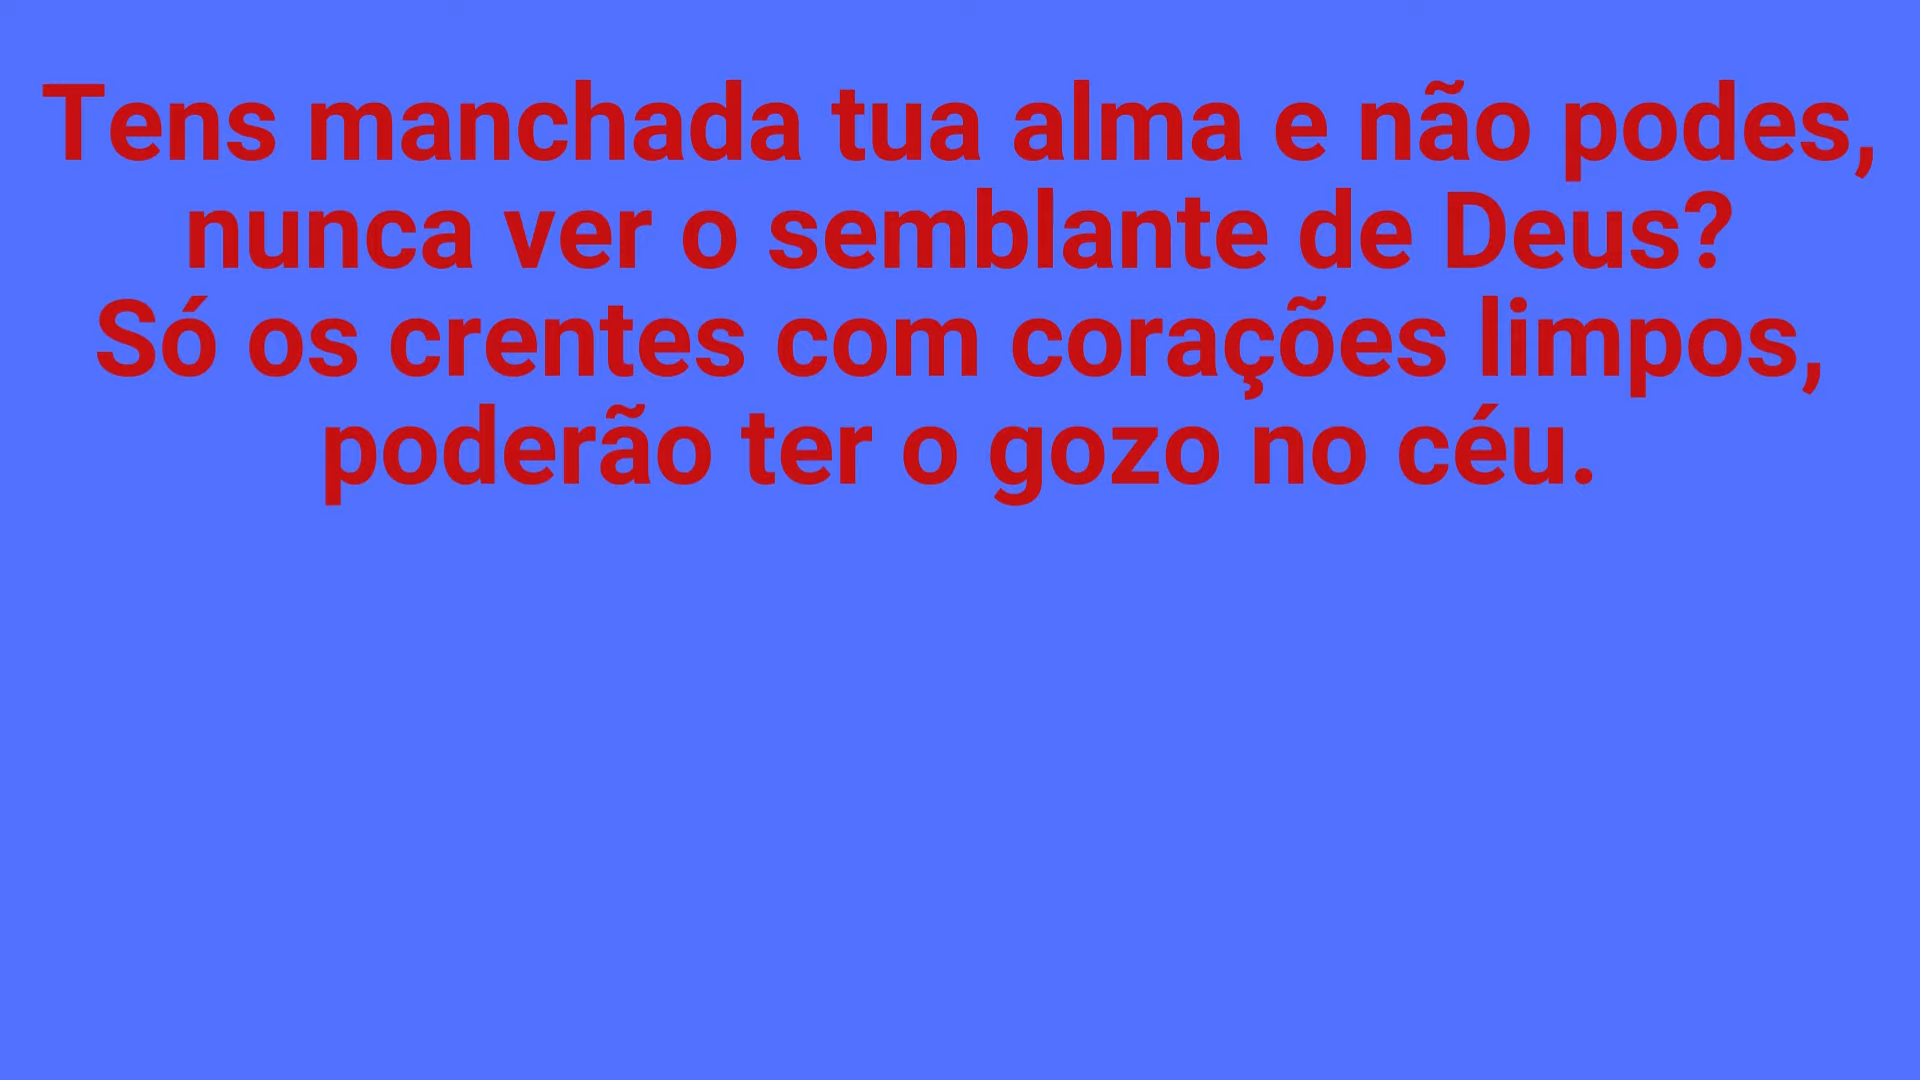 Tens manchada tua alma e não podes,
nunca ver o semblante de Deus?
Só os crentes com corações limpos,
poderão ter o gozo no céu.